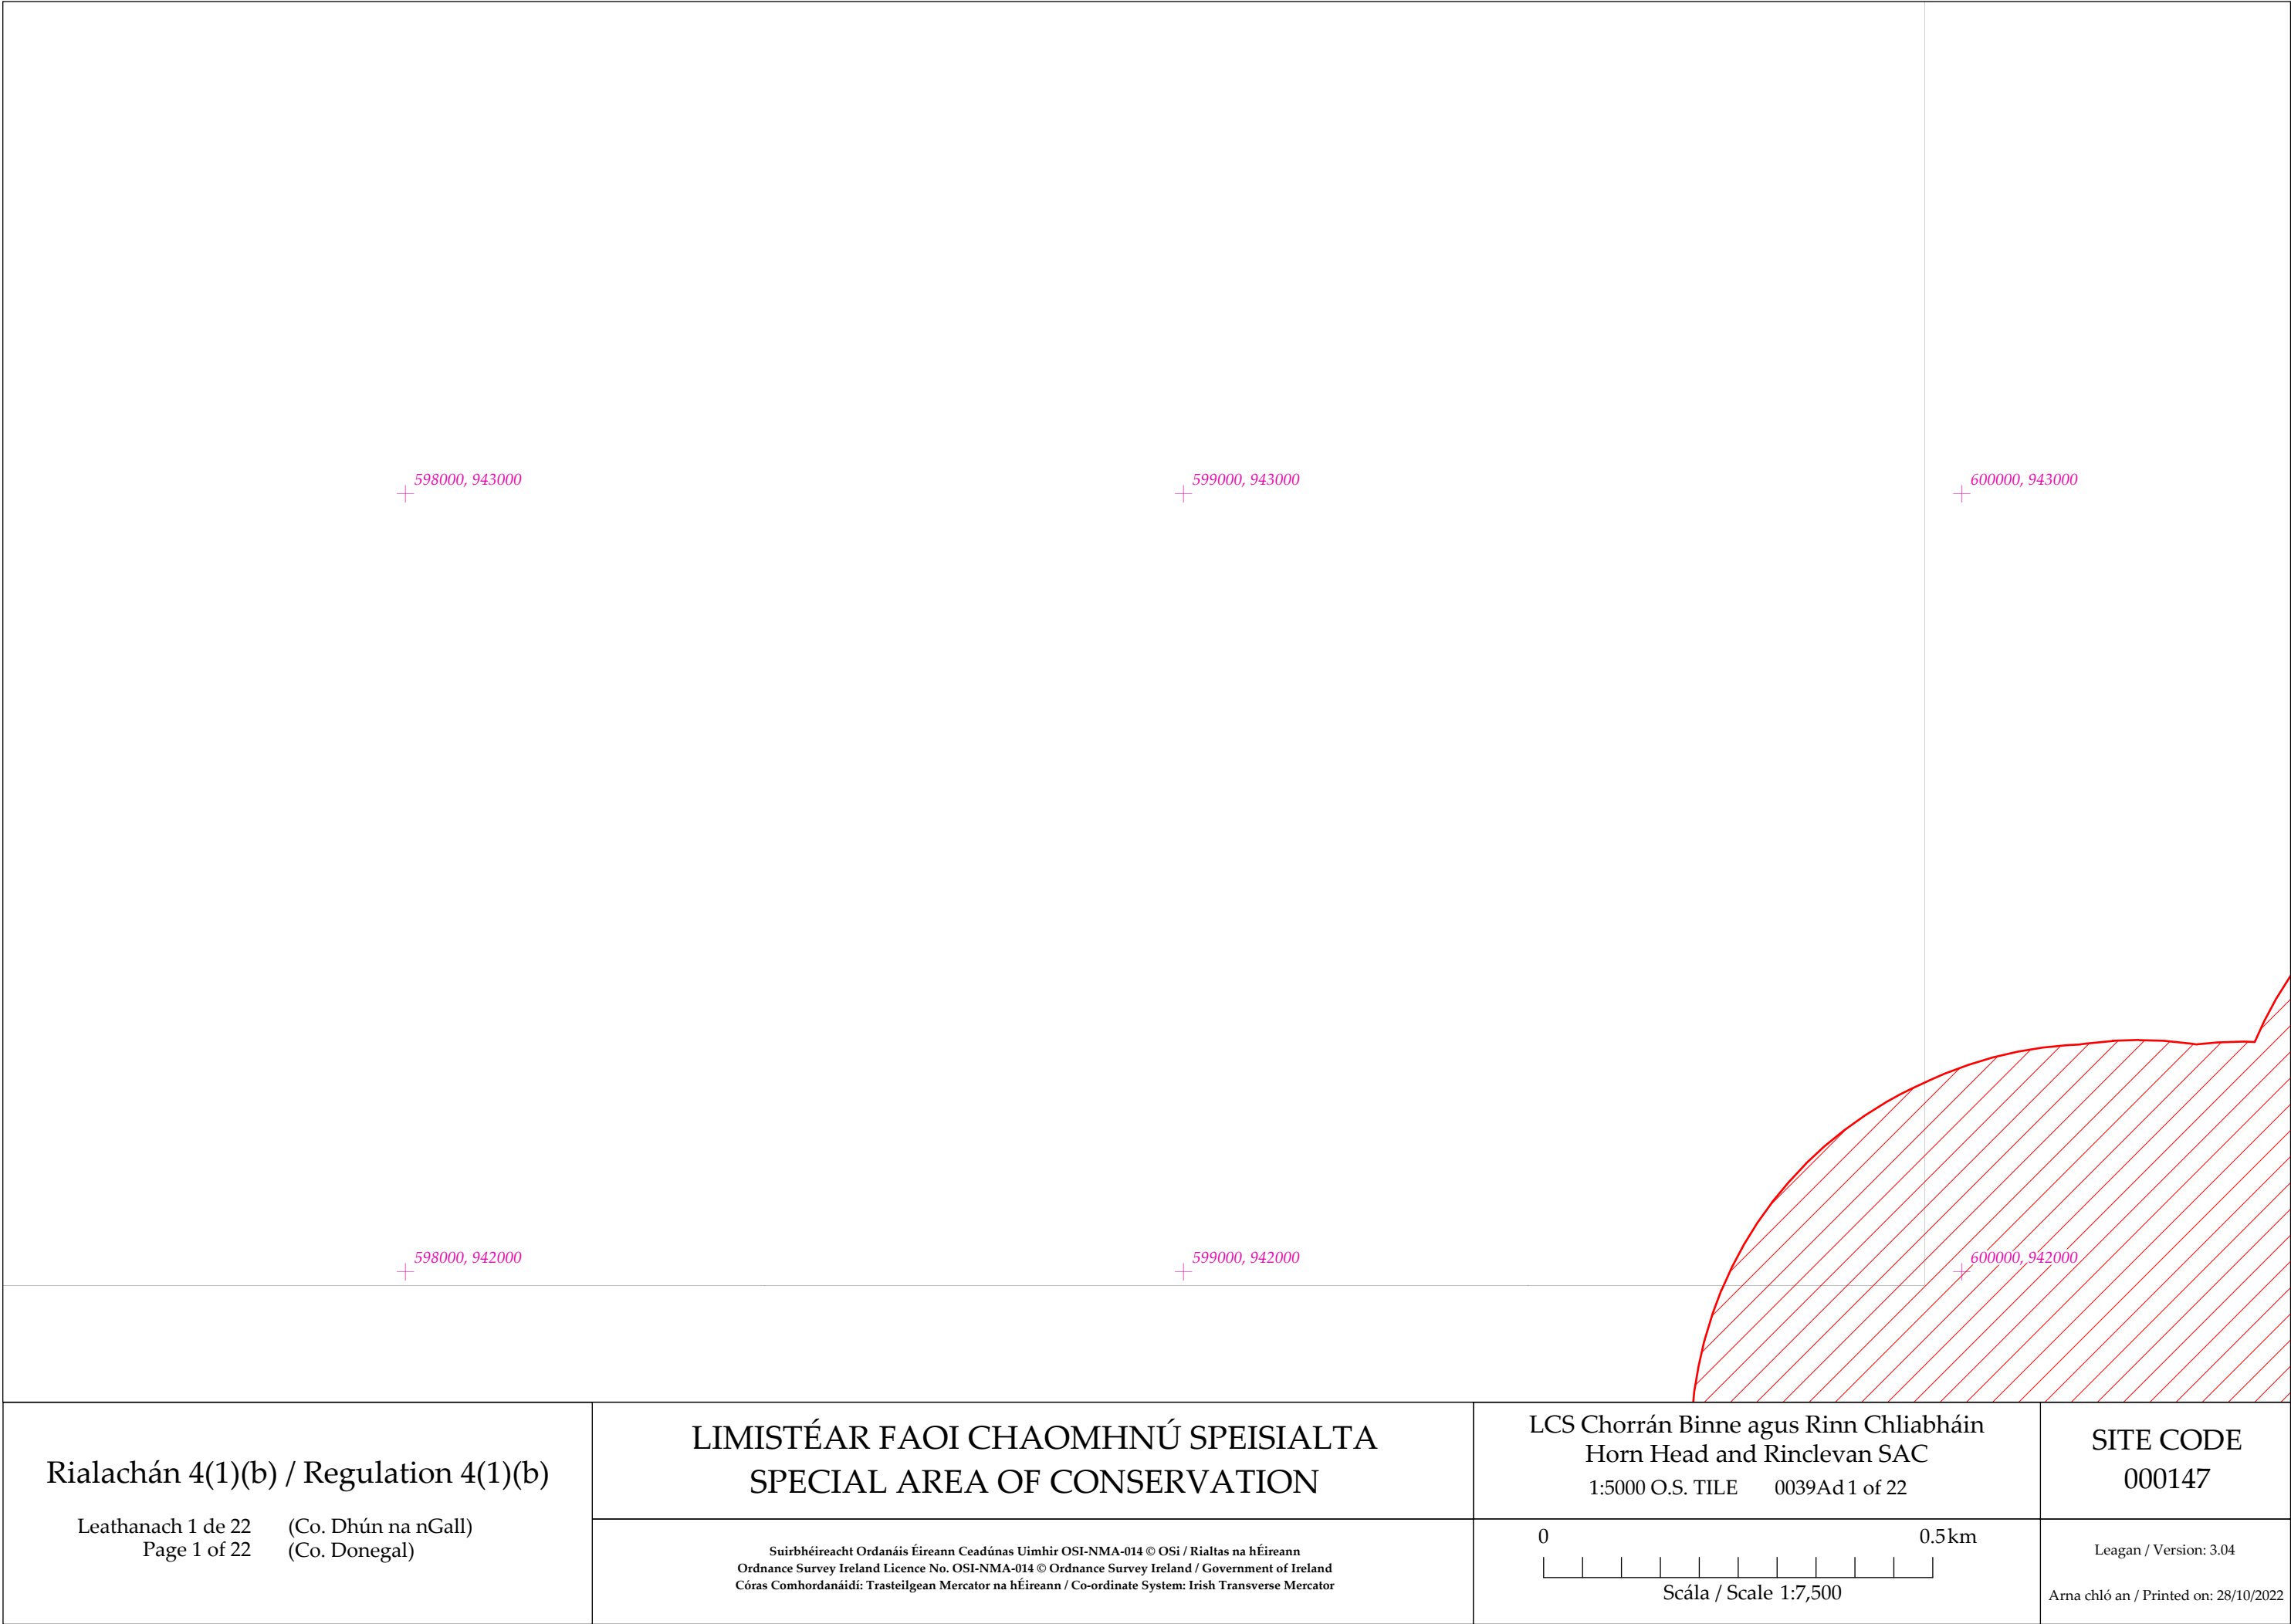 598000, 943000
599000, 943000
600000, 943000
598000, 942000
599000, 942000
600000, 942000
Rialachán 4(1)(b) / Regulation 4(1)(b)
Leathanach 1 de 22 (Co. Dhún na nGall)
Page 1 of 22 (Co. Donegal)
LIMISTÉAR FAOI CHAOMHNÚ SPEISIALTA
SPECIAL AREA OF CONSERVATION
Suirbhéireacht Ordanáis Éireann Ceadúnas Uimhir OSI-NMA-014 © OSi / Rialtas na hÉireann
Ordnance Survey Ireland Licence No. OSI-NMA-014 © Ordnance Survey Ireland / Government of Ireland
Córas Comhordanáidí: Trasteilgean Mercator na hÉireann / Co-ordinate System: Irish Transverse Mercator
LCS Chorrán Binne agus Rinn Chliabháin
Horn Head and Rinclevan SAC
1:5000 O.S. TILE 0039Ad 1 of 22
0 0.5 km
Scála / Scale 1:7,500
SITE CODE
000147
Leagan / Version: 3.04
Arna chló an / Printed on: 28/10/2022